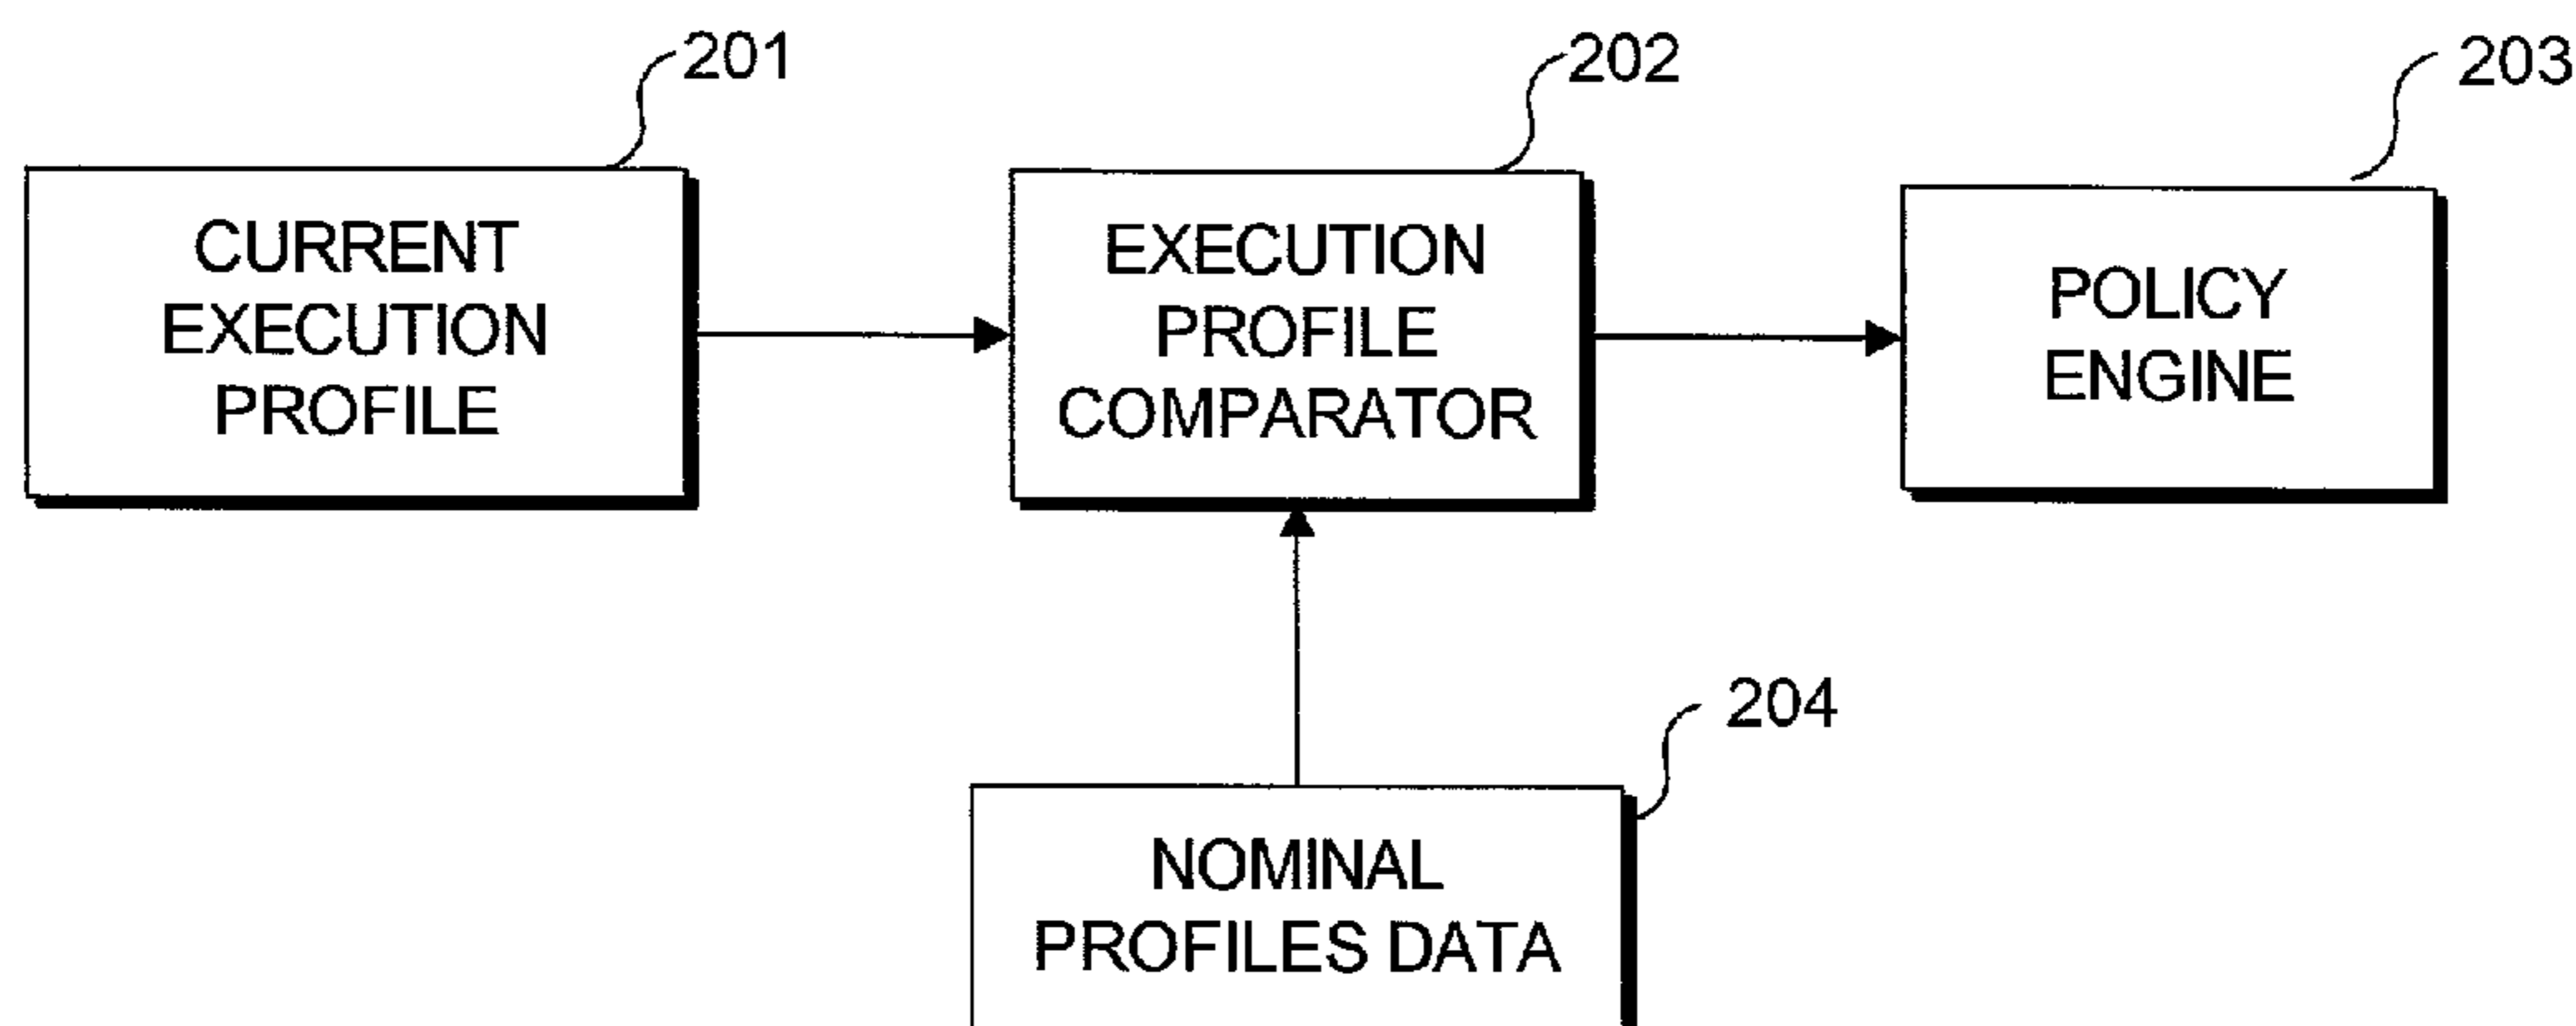 201
CURRENT
EXECUTION
PROFILE
202
EXECUTION
PROFILE
COMPARATOR
203
POLICY
ENGINE
204
NOMINAL
PROFILES DATA